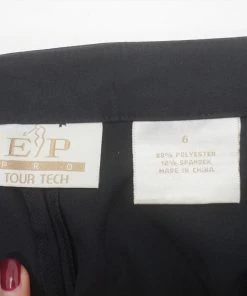 EP
PRO
TOUR TECH
6
88% POLYESTER
12% SPANDEX
MADE IN CHINA